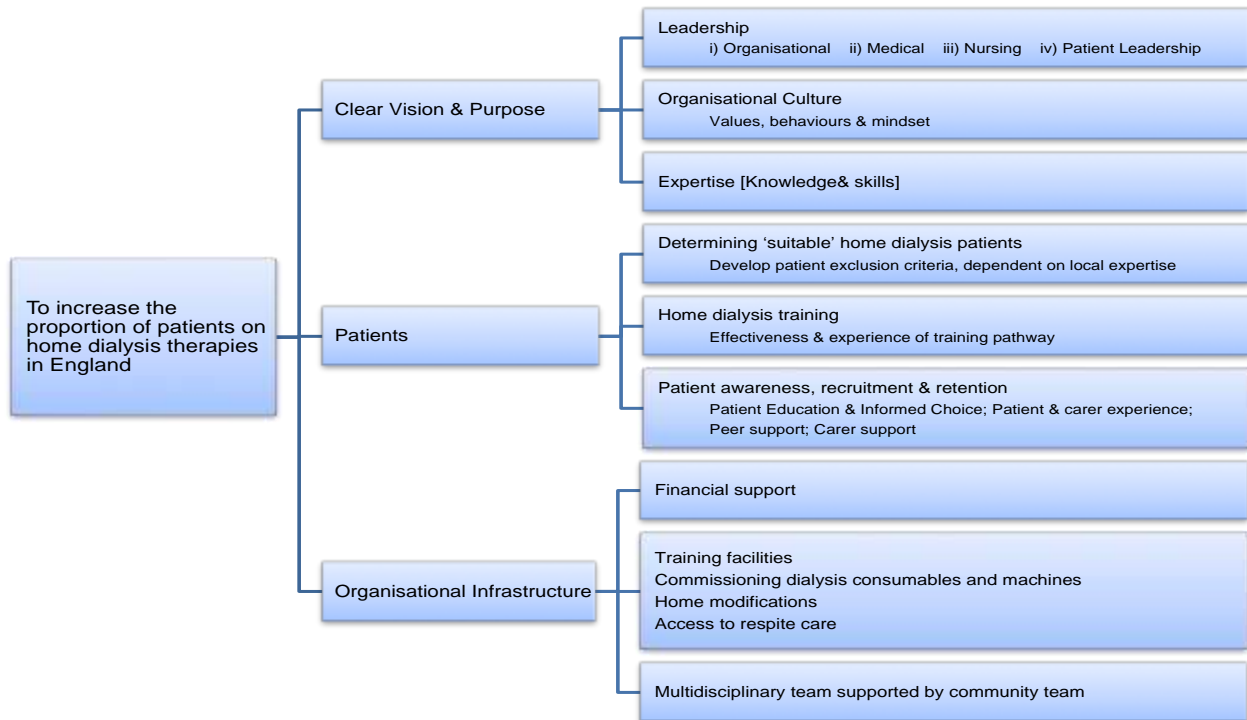 To increase the
proportion of patients on
home dialysis therapies
in England
Clear Vision & Purpose
Leadership
i) Organisational ii) Medical iii) Nursing iv) Patient Leadership
Organisational Culture
Values, behaviours & mindset
Expertise [Knowledge& skills]
Patients
Determining ‘suitable’ home dialysis patients
Develop patient exclusion criteria, dependent on local expertise
Home dialysis training
Effectiveness & experience of training pathway
Patient awareness, recruitment & retention
Patient Education & Informed Choice; Patient & carer experience;
Peer support; Carer support
Organisational Infrastructure
Financial support
Training facilities
Commissioning dialysis consumables and machines
Home modifications
Access to respite care
Multidisciplinary team supported by community team